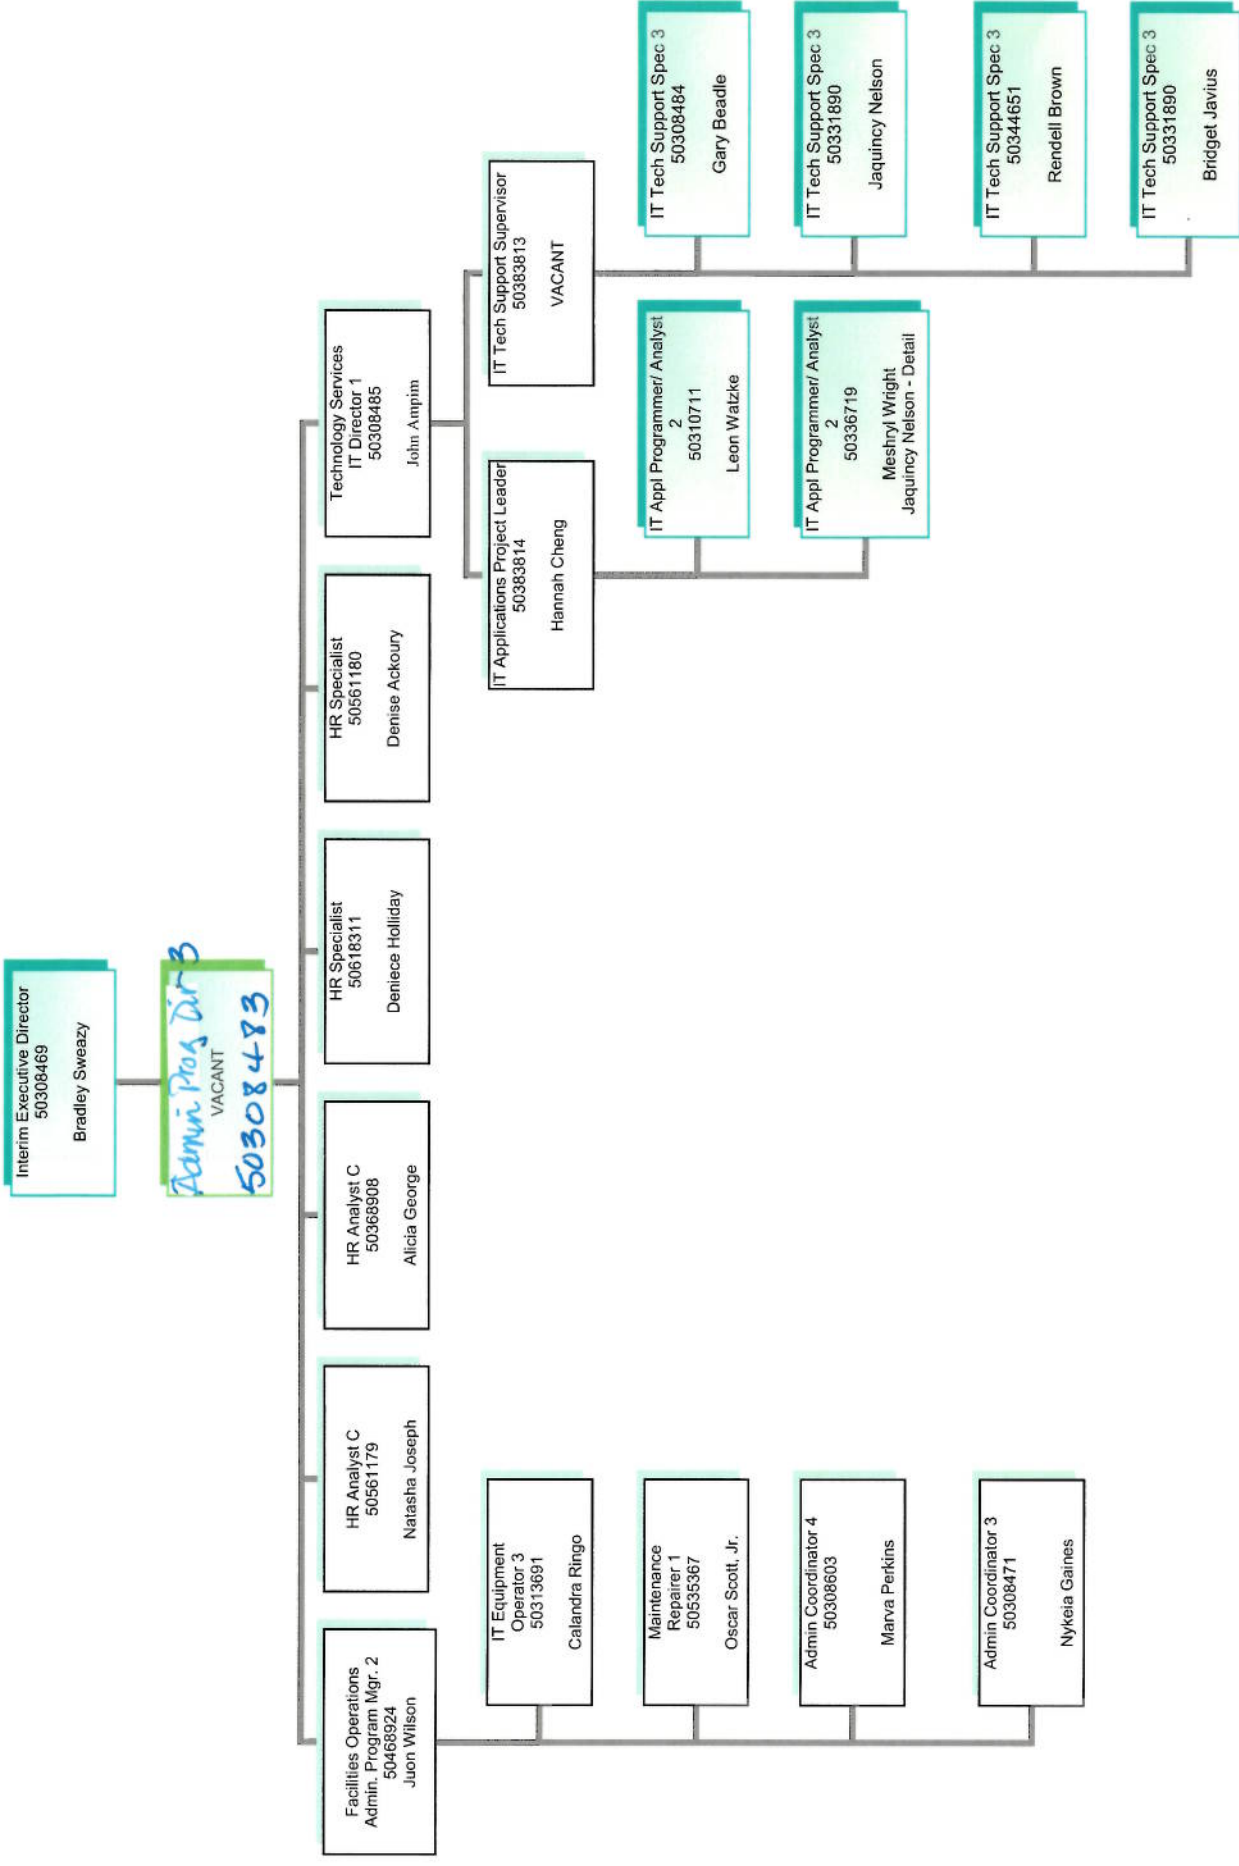 Interim Executive Director
50308469
Bradley Sweazy
Admin Prog Dir 3
VACANT
50308483
Facilities Operations
Admin. Program Mgr. 2
50468924
Juon Wilson
HR Analyst C
50561179
Natasha Joseph
HR Analyst C
50368908
Alicia George
HR Specialist
50618311
Deniece Holliday
HR Specialist
50561180
Denise Ackoury
Technology Services
IT Director 1
50308485
John Ampim
IT Equipment
Operator 3
50313691
Calandra Ringo
Maintenance
Repairer 1
50535367
Oscar Scott, Jr.
Admin Coordinator 4
50308603
Marva Perkins
Admin Coordinator 3
50308471
Nykeia Gaines
IT Applications Project Leader
50383814
Hannah Cheng
IT Appl Programmer/ Analyst
2
50310711
Leon Watzke
IT Appl Programmer/ Analyst
2
50336719
Meshryl Wright
Jaquincy Nelson - Detail
IT Tech Support Supervisor
50383813
VACANT
IT Tech Support Spec 3
50308484
Gary Beadle
IT Tech Support Spec 3
50331890
Jaquincy Nelson
IT Tech Support Spec 3
50344651
Rendell Brown
IT Tech Support Spec 3
50331890
Bridget Javius